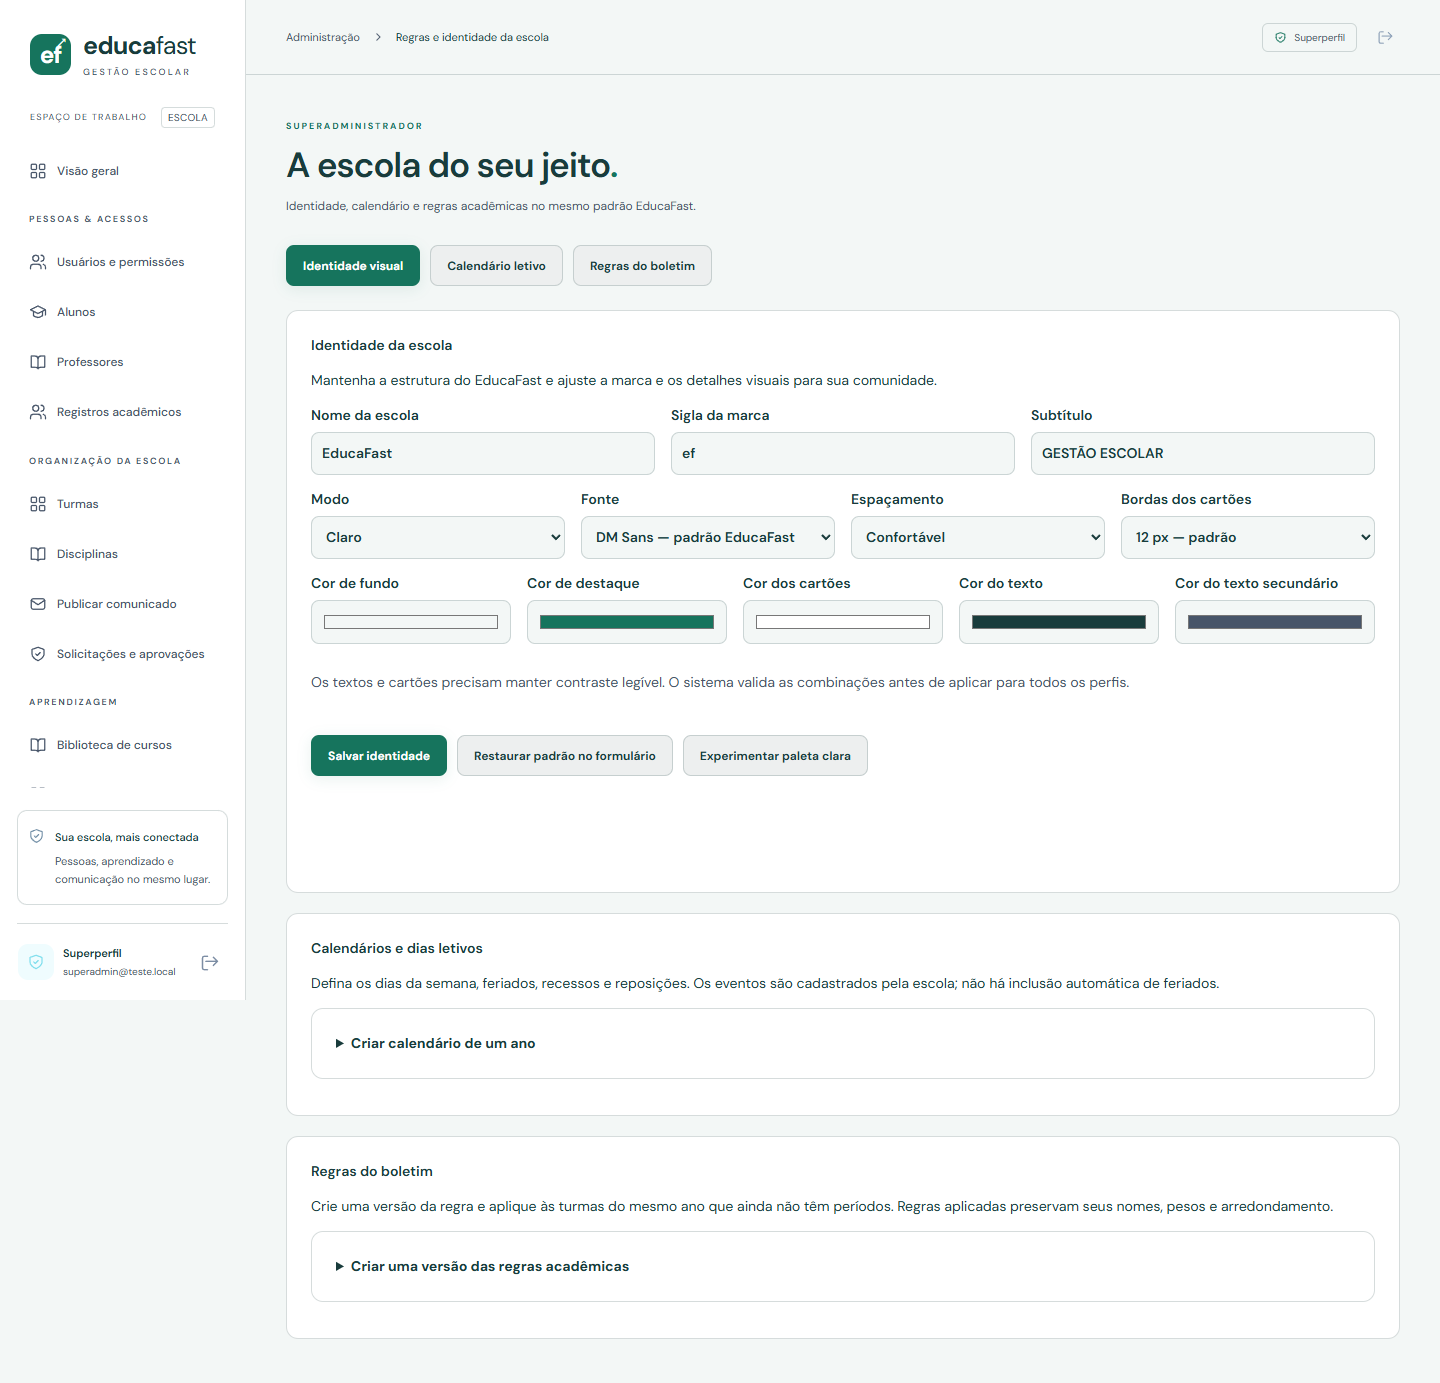 ef
educafast
GESTÃO ESCOLAR
ESPAÇO DE TRABALHO ESCOLA
Visão geral
PESSOAS & ACESSOS
Usuários e permissões
Alunos
Professores
Registros acadêmicos
ORGANIZAÇÃO DA ESCOLA
Turmas
Disciplinas
Publicar comunicado
Solicitações e aprovações
APRENDIZAGEM
Biblioteca de cursos
Sua escola, mais conectada
Pessoas, aprendizado e
comunicação no mesmo lugar.
Superperfil
superadmin@teste.local
Administração Regras e identidade da escola
Superperfil
SUPERADMINISTRADOR
A escola do seu jeito.
Identidade, calendário e regras acadêmicas no mesmo padrão EducaFast.
Identidade visual Calendário letivo Regras do boletim
Identidade da escola
Mantenha a estrutura do EducaFast e ajuste a marca e os detalhes visuais para sua comunidade.
Nome da escola Sigla da marca Subtítulo
EducaFast ef GESTÃO ESCOLAR
Modo Fonte Espaçamento Bordas dos cartões
Claro DM Sans — padrão EducaFast Confortável 12 px — padrão
Cor de fundo Cor de destaque Cor dos cartões Cor do texto Cor do texto secundário
Os textos e cartões precisam manter contraste legível. O sistema valida as combinações antes de aplicar para todos os perfis.
Salvar identidade Restaurar padrão no formulário Experimentar paleta clara
Calendários e dias letivos
Defina os dias da semana, feriados, recessos e reposições. Os eventos são cadastrados pela escola; não há inclusão automática de feriados.
Criar calendário de um ano
Regras do boletim
Crie uma versão da regra e aplique às turmas do mesmo ano que ainda não têm períodos. Regras aplicadas preservam seus nomes, pesos e arredondamento.
Criar uma versão das regras acadêmicas